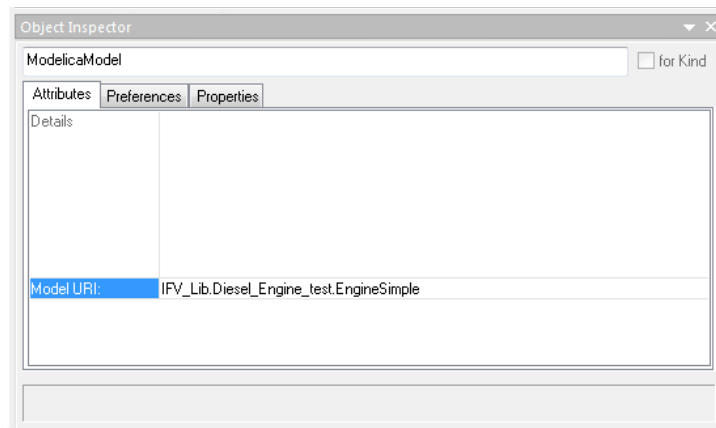 Object Inspector
ModelicaModel
for Kind
Attributes Preferences Properties
Details
Model URI: IFV_Lib.Diesel_Engine_test.EngineSimple